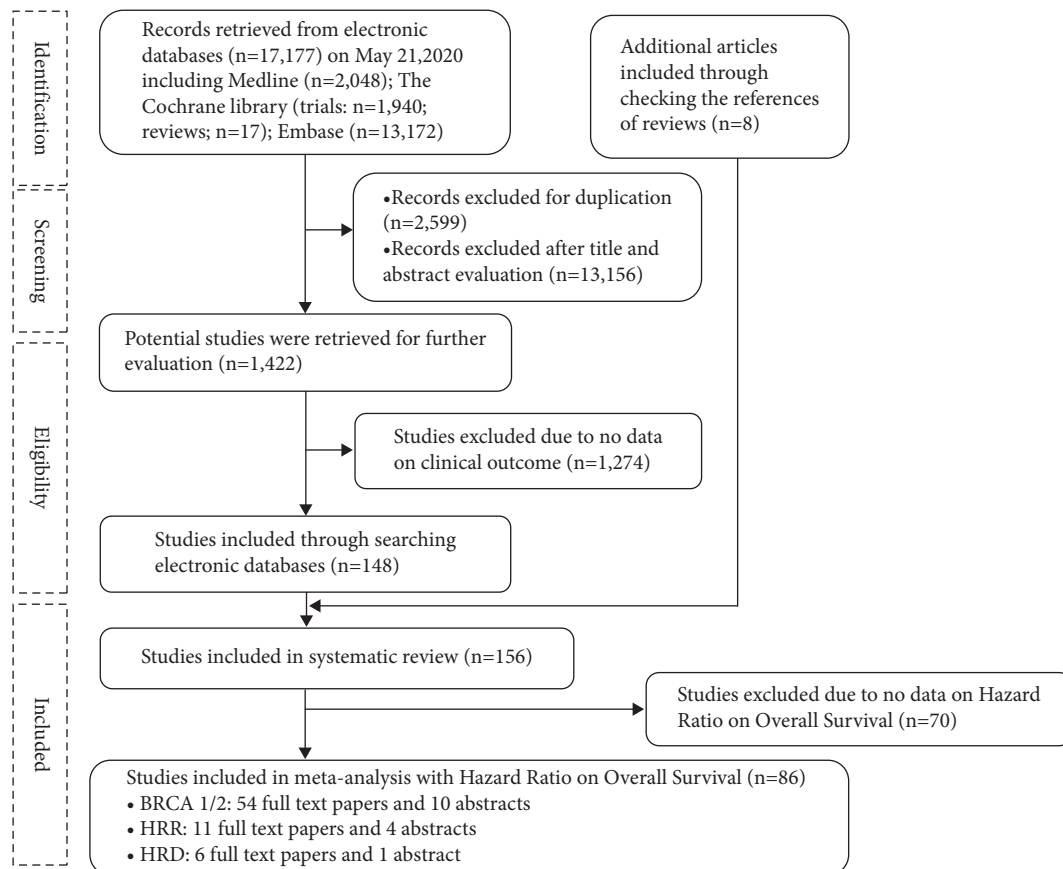 Identification
Records retrieved from electronic
databases (n=17,177) on May 21,2020
including Medline (n=2,048); The
Cochrane library (trials: n=1,940;
reviews; n=17); Embase (n=13,172)
Additional articles
included through
checking the references
of reviews (n=8)
Screening
•Records excluded for duplication
(n=2,599)
•Records excluded after title and
abstract evaluation (n=13,156)
Potential studies were retrieved for further
evaluation (n=1,422)
Eligibility
Studies excluded due to no data
on clinical outcome (n=1,274)
Studies included through searching
electronic databases (n=148)
Included
Studies included in systematic review (n=156)
Studies excluded due to no data on Hazard
Ratio on Overall Survival (n=70)
Studies included in meta-analysis with Hazard Ratio on Overall Survival (n=86)
• BRCA 1/2: 54 full text papers and 10 abstracts
• HRR: 11 full text papers and 4 abstracts
• HRD: 6 full text papers and 1 abstract